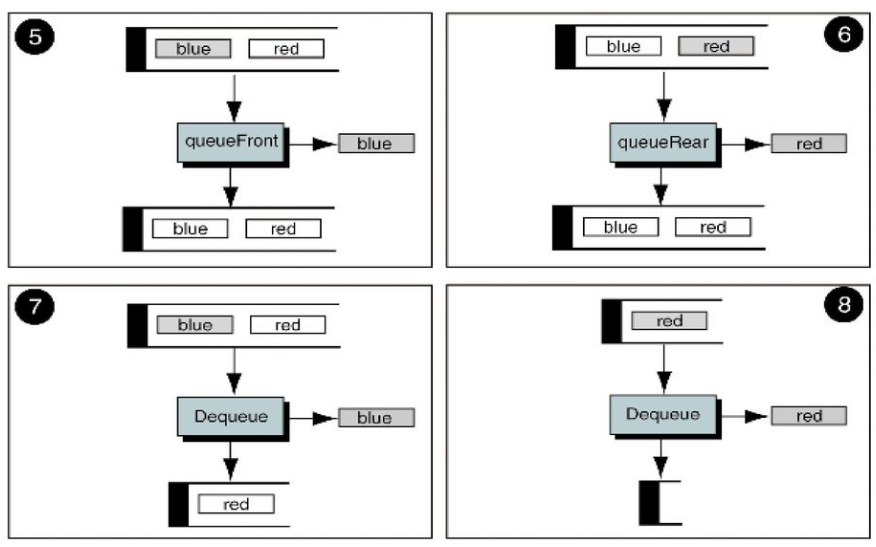 5
blue red
queueFront
blue
blue red
6
blue red
queueRear
red
blue red
7
blue red
Dequeue
blue
red
8
red
Dequeue
red